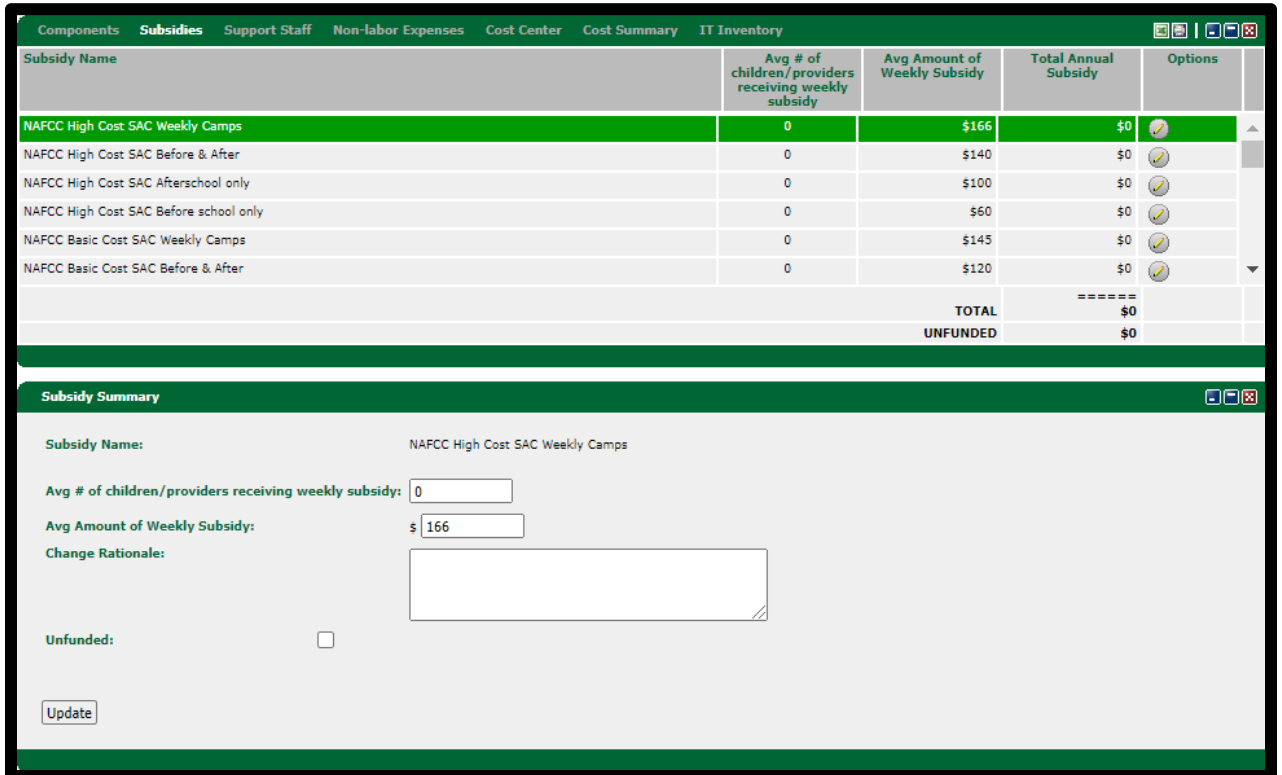 Components Subsidies Support Staff Non-labor Expenses Cost Center Cost Summary IT Inventory
Subsidy Name Avg # of children/providers receiving weekly subsidy Avg Amount of Weekly Subsidy Total Annual Subsidy Options
NAFCC High Cost SAC Weekly Camps 0 $166 $0
NAFCC High Cost SAC Before & After 0 $140 $0
NAFCC High Cost SAC Afterschool only 0 $100 $0
NAFCC High Cost SAC Before school only 0 $60 $0
NAFCC Basic Cost SAC Weekly Camps 0 $145 $0
NAFCC Basic Cost SAC Before & After 0 $120 $0
======
TOTAL $0
UNFUNDED $0
Subsidy Summary
Subsidy Name: NAFCC High Cost SAC Weekly Camps
Avg # of children/providers receiving weekly subsidy: 0
Avg Amount of Weekly Subsidy: $ 166
Change Rationale:
Unfunded:
Update